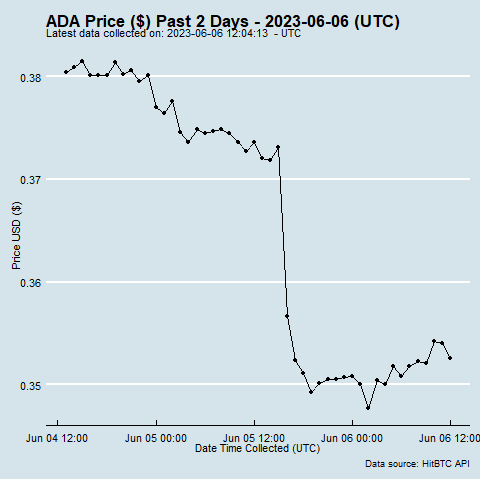 ADA Price ($) Past 2 Days - 2023-06-06 (UTC)
Latest data collected on: 2023-06-06 12:04:13 - UTC
0.38
0.37
0.36
0.35
Price USD ($)
Jun 04 12:00 Jun 05 00:00 Jun 05 12:00 Jun 06 00:00 Jun 06 12:00
Date Time Collected (UTC)
Data source: HitBTC API